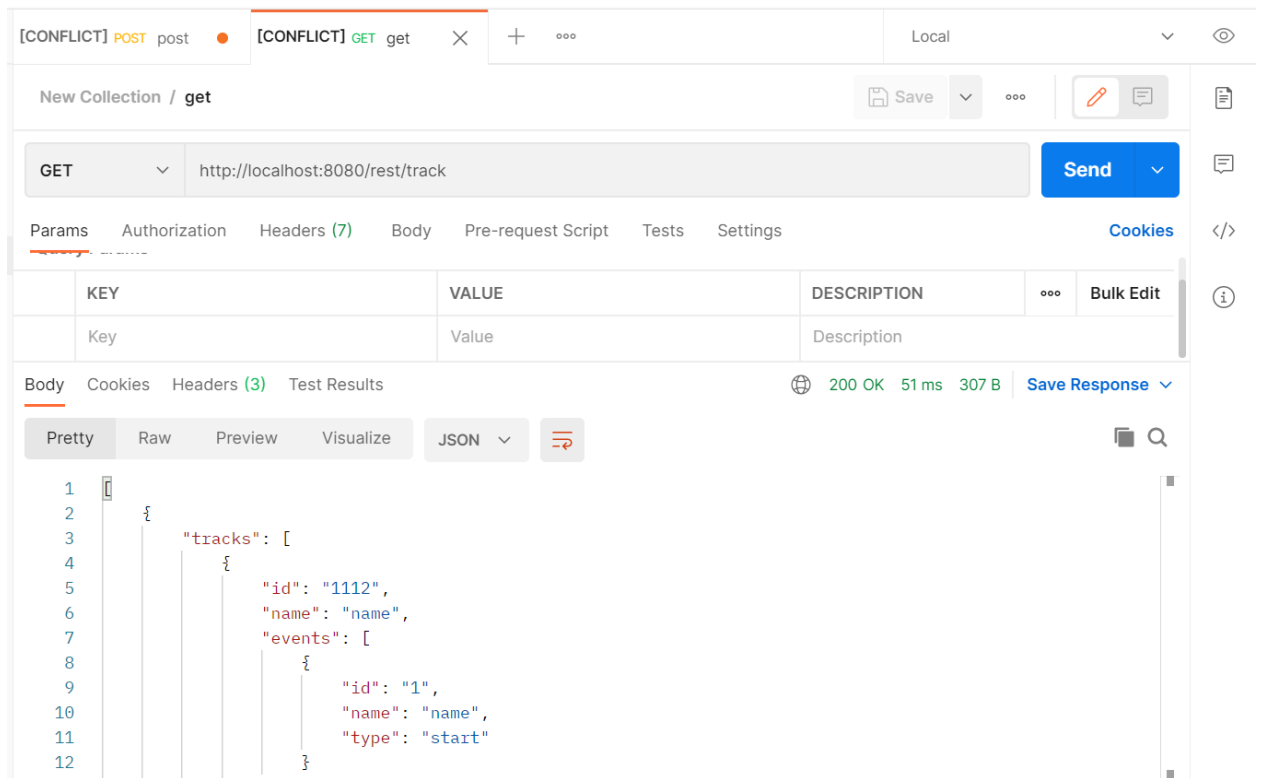 [CONFLICT] POST post [CONFLICT] GET get Local
New Collection / get Save
GET http://localhost:8080/rest/track Send
Params Authorization Headers (7) Body Pre-request Script Tests Settings Cookies
Query Params
KEY VALUE DESCRIPTION Bulk Edit
Key Value Description
Body Cookies Headers (3) Test Results 200 OK 51 ms 307 B Save Response
Pretty Raw Preview Visualize JSON
1 [
2 {
3 "tracks": [
4 {
5 "id": "1112",
6 "name": "name",
7 "events": [
8 {
9 "id": "1",
10 "name": "name",
11 "type": "start"
12 }